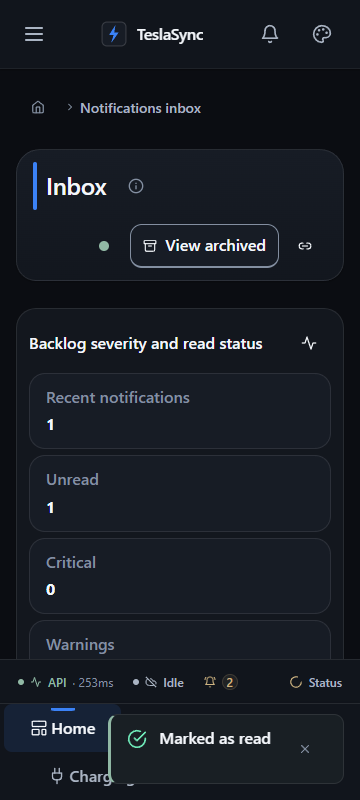 TeslaSync
Notifications inbox
Inbox
View archived
Backlog severity and read status
Recent notifications
1
Unread
1
Critical
0
Warnings
API · 253ms Idle 2 Status
Home
Marked as read